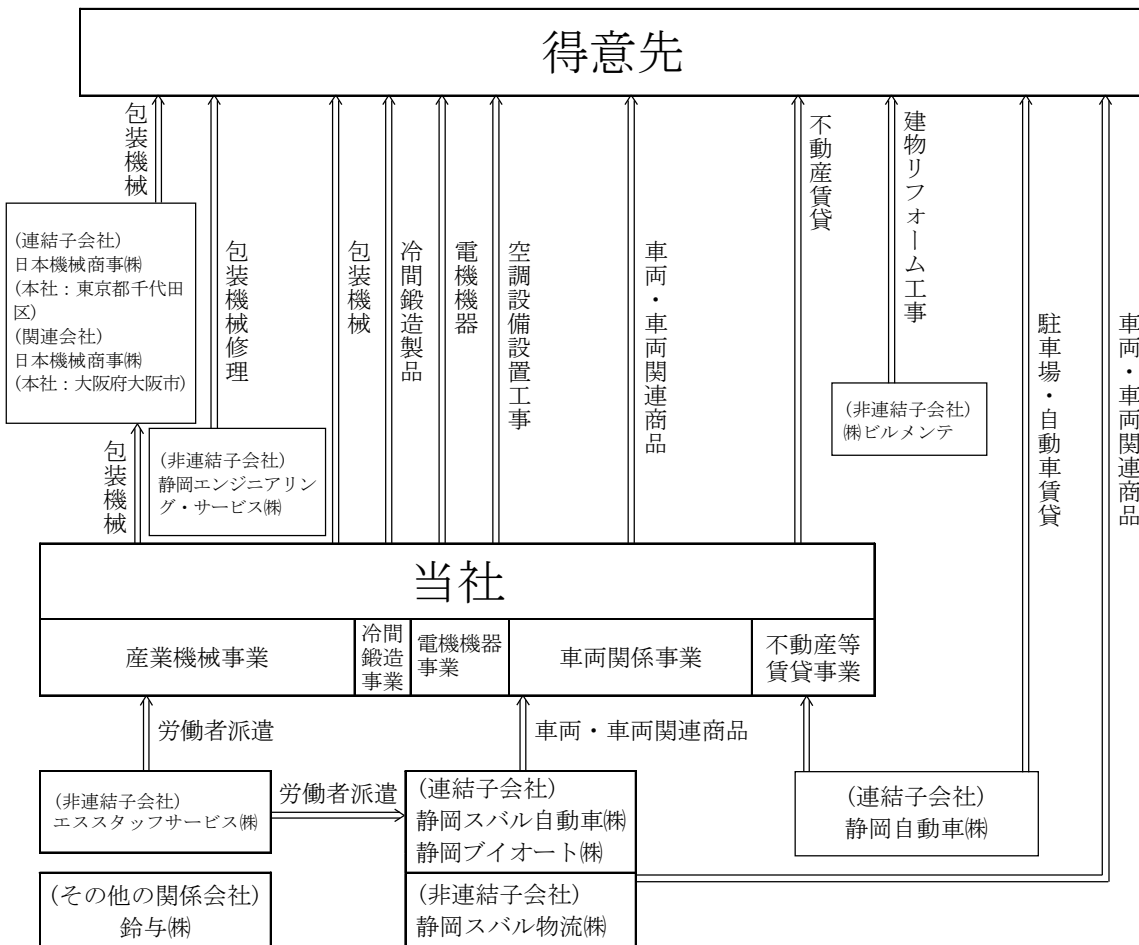 得意先
包装機械
包装機械修理
包装機械
冷間鍛造製品
電機機器
空調設備設置工事
車両・車両関連商品
不動産賃貸
建物リフォーム工事
駐車場・自動車賃貸
車両・車両関連商品
(連結子会社)
日本機械商事㈱
(本社：東京都千代田
区)
(関連会社)
日本機械商事㈱
(本社：大阪府大阪市)
包装機械
(非連結子会社)
静岡エンジニアリン
グ・サービス㈱
(非連結子会社)
㈱ビルメンテ
当社
産業機械事業
冷間
鍛造
事業
電機機器
事業
車両関係事業
不動産等
賃貸事業
労働者派遣
車両・車両関連商品
(非連結子会社)
エススタッフサービス㈱
労働者派遣
(連結子会社)
静岡スバル自動車㈱
静岡ブイオート㈱
(連結子会社)
静岡自動車㈱
(その他の関係会社)
鈴与㈱
(非連結子会社)
静岡スバル物流㈱